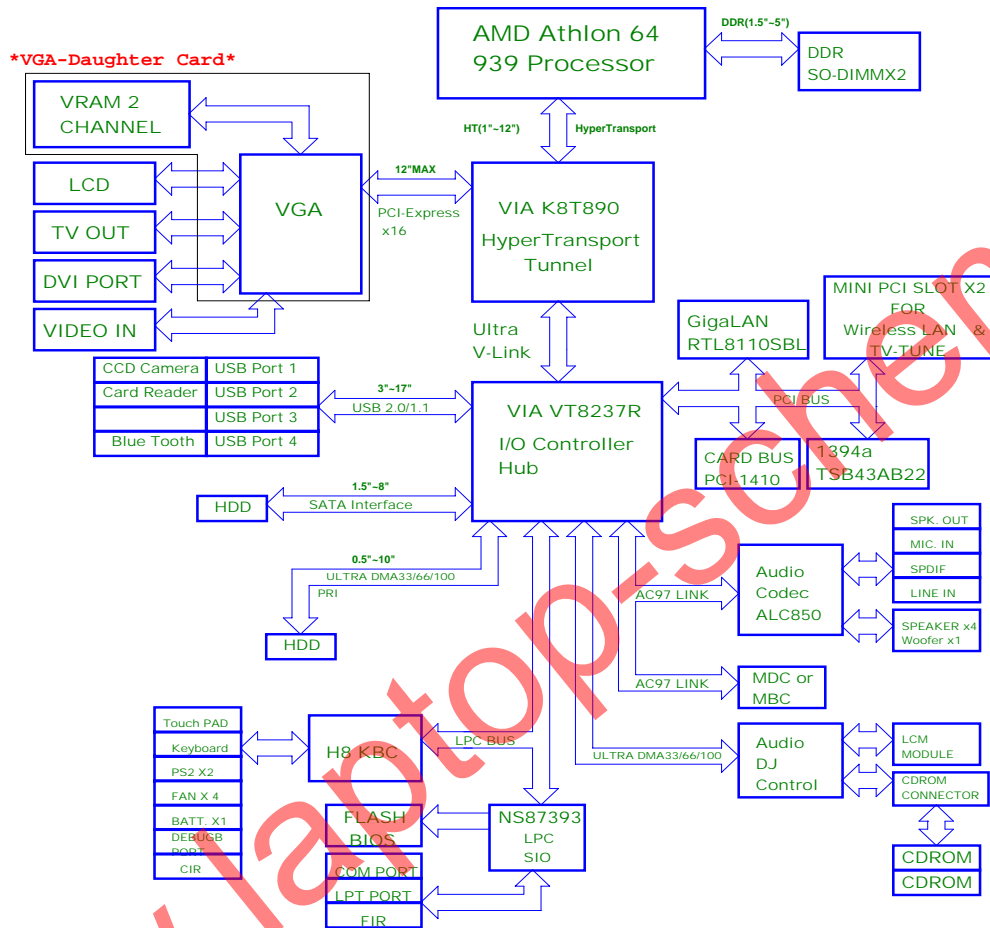 *VGA-Daughter Card*
AMD Athlon 64
939 Processor
DDR(1.5"~5")
DDR
SO-DIMMX2
VRAM 2
CHANNEL
HT(1"~12")
HyperTransport
LCD
TV OUT
DVI PORT
VIDEO IN
VGA
12"MAX
PCI-Express
x16
VIA K8T890
HyperTransport
Tunnel
Ultra
V-Link
GigaLAN
RTL8110SBL
MINI PCI SLOT X2
FOR
Wireless LAN &
TV-TUNE
CCD Camera
USB Port 1
Card Reader
USB Port 2
USB Port 3
Blue Tooth
USB Port 4
3"~17"
USB 2.0/1.1
VIA VT8237R
I/O Controller
Hub
PCI BUS
CARD BUS
PCI-1410
1394a
TSB43AB22
HDD
1.5"~8"
SATA Interface
0.5"~10"
ULTRA DMA33/66/100
PRI
HDD
AC97 LINK
Audio
Codec
ALC850
SPK. OUT
MIC. IN
SPDIF
LINE IN
SPEAKER x4
Woofer x1
AC97 LINK
MDC or
MBC
Touch PAD
Keyboard
PS2 X2
FAN X 4
BATT. X1
DEBUGB
PORT
CIR
H8 KBC
LPC BUS
ULTRA DMA33/66/100
Audio
DJ
Control
LCM
MODULE
CDROM
CONNECTOR
FLASH
BIOS
NS87393
LPC
SIO
COM PORT
LPT PORT
FIR
CDROM
CDROM
laptop-schem